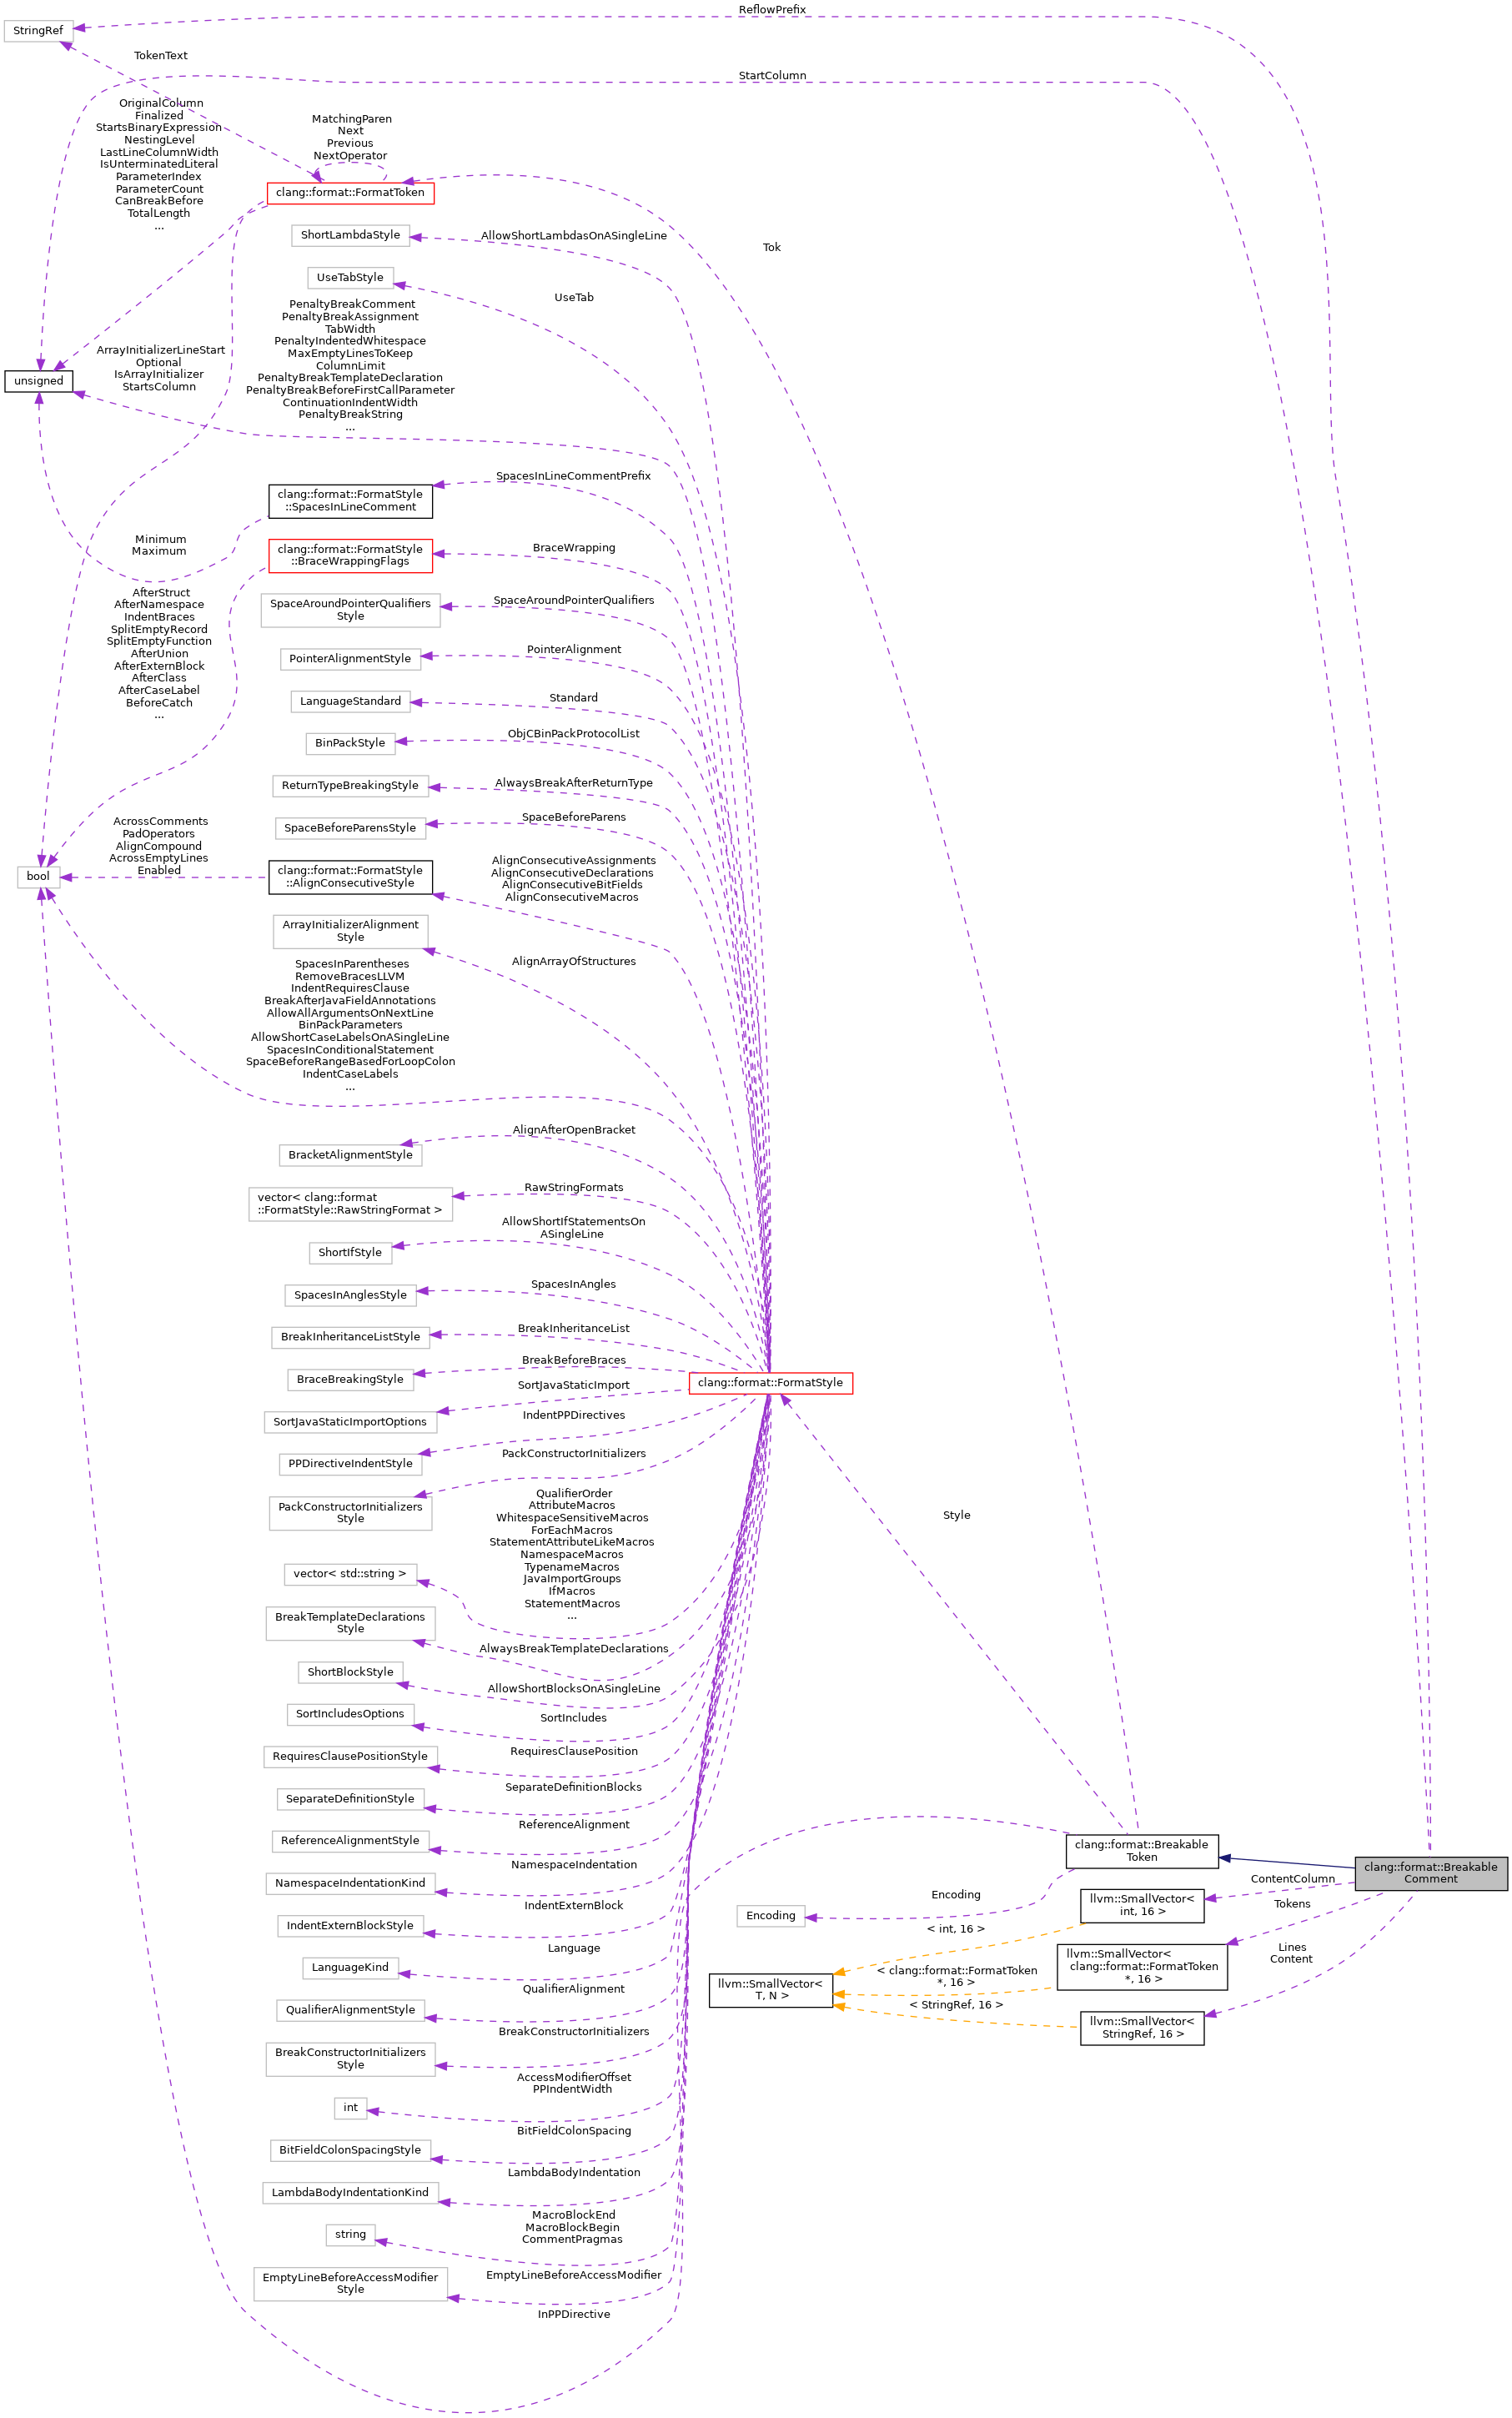 ReflowPrefix
StringRef
TokenText
StartColumn
OriginalColumn
Finalized
StartsBinaryExpression
NestingLevel
LastLineColumnWidth
IsUnterminatedLiteral
ParameterIndex
ParameterCount
CanBreakBefore
TotalLength
...
MatchingParen
Next
Previous
NextOperator
clang::format::FormatToken
Tok
ShortLambdaStyle
AllowShortLambdasOnASingleLine
UseTabStyle
UseTab
PenaltyBreakComment
PenaltyBreakAssignment
TabWidth
PenaltyIndentedWhitespace
MaxEmptyLinesToKeep
ColumnLimit
PenaltyBreakTemplateDeclaration
PenaltyBreakBeforeFirstCallParameter
ContinuationIndentWidth
PenaltyBreakString
...
ArrayInitializerLineStart
Optional
IsArrayInitializer
StartsColumn
unsigned
clang::format::FormatStyle
::SpacesInLineComment
SpacesInLineCommentPrefix
Minimum
Maximum
clang::format::FormatStyle
::BraceWrappingFlags
BraceWrapping
AfterStruct
AfterNamespace
IndentBraces
SplitEmptyRecord
SplitEmptyFunction
AfterUnion
AfterExternBlock
AfterClass
AfterCaseLabel
BeforeCatch
...
SpaceAroundPointerQualifiers
Style
SpaceAroundPointerQualifiers
PointerAlignmentStyle
PointerAlignment
LanguageStandard
Standard
BinPackStyle
ObjCBinPackProtocolList
ReturnTypeBreakingStyle
AlwaysBreakAfterReturnType
SpaceBeforeParensStyle
SpaceBeforeParens
AcrossComments
PadOperators
AlignCompound
AcrossEmptyLines
Enabled
bool
clang::format::FormatStyle
::AlignConsecutiveStyle
AlignConsecutiveAssignments
AlignConsecutiveDeclarations
AlignConsecutiveBitFields
AlignConsecutiveMacros
ArrayInitializerAlignment
Style
AlignArrayOfStructures
SpacesInParentheses
RemoveBracesLLVM
IndentRequiresClause
BreakAfterJavaFieldAnnotations
AllowAllArgumentsOnNextLine
BinPackParameters
AllowShortCaseLabelsOnASingleLine
SpacesInConditionalStatement
SpaceBeforeRangeBasedForLoopColon
IndentCaseLabels
...
BracketAlignmentStyle
AlignAfterOpenBracket
vector< clang::format
::FormatStyle::RawStringFormat >
RawStringFormats
ShortIfStyle
AllowShortIfStatementsOn
ASingleLine
SpacesInAnglesStyle
SpacesInAngles
BreakInheritanceListStyle
BreakInheritanceList
BraceBreakingStyle
BreakBeforeBraces
clang::format::FormatStyle
SortJavaStaticImportOptions
SortJavaStaticImport
PPDirectiveIndentStyle
IndentPPDirectives
PackConstructorInitializers
Style
PackConstructorInitializers
Style
QualifierOrder
AttributeMacros
WhitespaceSensitiveMacros
ForEachMacros
StatementAttributeLikeMacros
NamespaceMacros
TypenameMacros
JavaImportGroups
IfMacros
StatementMacros
...
vector< std::string >
BreakTemplateDeclarations
Style
AlwaysBreakTemplateDeclarations
ShortBlockStyle
AllowShortBlocksOnASingleLine
SortIncludesOptions
SortIncludes
RequiresClausePositionStyle
RequiresClausePosition
SeparateDefinitionStyle
SeparateDefinitionBlocks
ReferenceAlignmentStyle
ReferenceAlignment
NamespaceIndentationKind
NamespaceIndentation
IndentExternBlockStyle
IndentExternBlock
LanguageKind
Language
QualifierAlignmentStyle
QualifierAlignment
BreakConstructorInitializers
Style
BreakConstructorInitializers
int
AccessModifierOffset
PPIndentWidth
BitFieldColonSpacingStyle
BitFieldColonSpacing
LambdaBodyIndentationKind
LambdaBodyIndentation
string
MacroBlockEnd
MacroBlockBegin
CommentPragmas
EmptyLineBeforeAccessModifier
Style
EmptyLineBeforeAccessModifier
InPPDirective
clang::format::Breakable
Token
clang::format::Breakable
Comment
Encoding
Encoding
ContentColumn
llvm::SmallVector<
int, 16 >
Tokens
< int, 16 >
llvm::SmallVector<
clang::format::FormatToken
*, 16 >
Lines
Content
< clang::format::FormatToken
*, 16 >
llvm::SmallVector<
T, N >
< StringRef, 16 >
llvm::SmallVector<
StringRef, 16 >